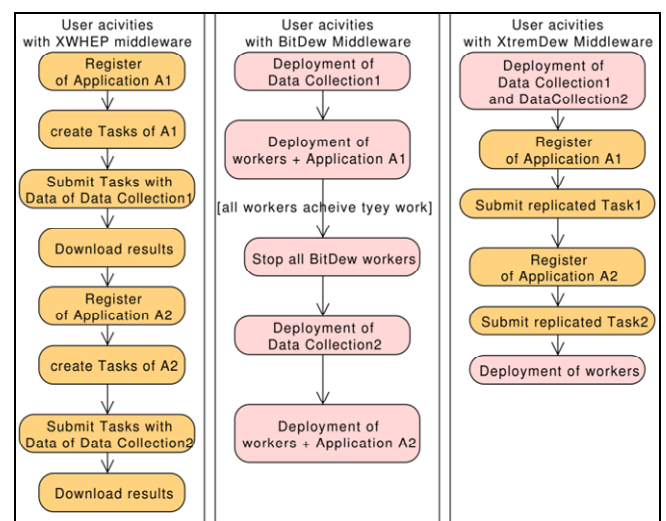 User acivities
with XWHEP middleware
Register
of Application A1
create Tasks of A1
Submit Tasks with
Data of Data Collection1
Download results
Register
of Application A2
create Tasks of A2
Submit Tasks with
Data of Data Collection2
Download results
User acivities
with BitDew Middleware
Deployment of
Data Collection1
Deployment of
workers + Application A1
[all workers acheive tyey work]
Stop all BitDew workers
Deployment of
Data Collection2
Deployment of
workers + Application A2
User acivities
with XtremDew Middleware
Deployment of
Data Collection1
and DataCollection2
Register
of Application A1
Submit replicated Task1
Register
of Application A2
Submit replicated Task2
Deployment of workers